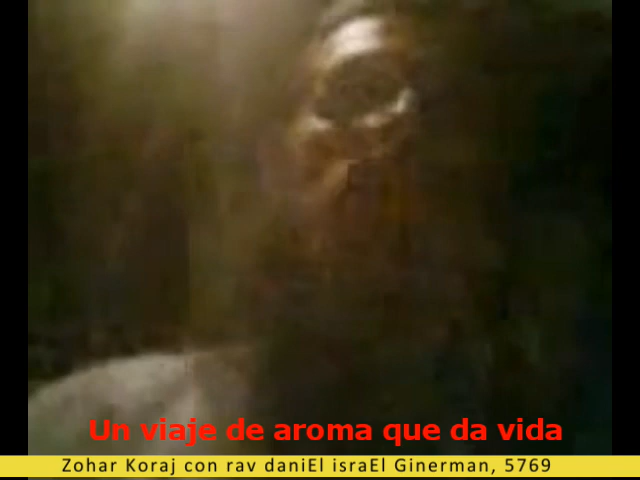 Un viaje de aroma que da vida
Zohar Koraj con rav daniEl israEl Ginerman, 5769